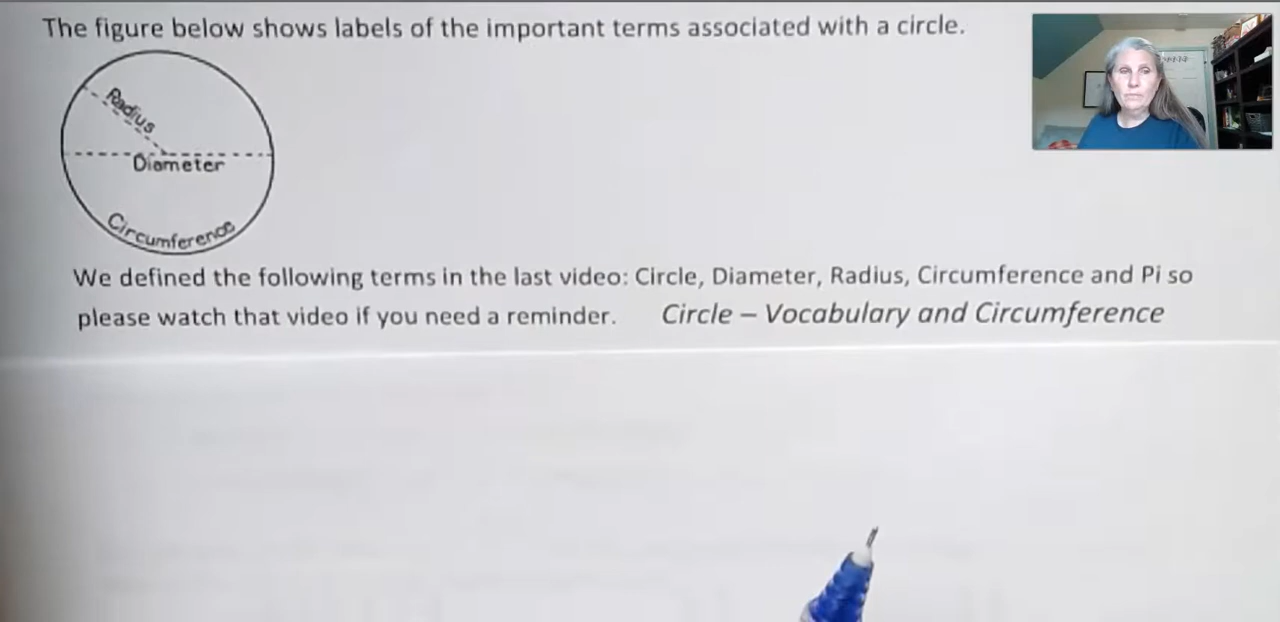 The figure below shows labels of the important terms associated with a circle.
Radius
Diameter
Circumference
We defined the following terms in the last video: Circle, Diameter, Radius, Circumference and Pi so
please watch that video if you need a reminder. Circle – Vocabulary and Circumference